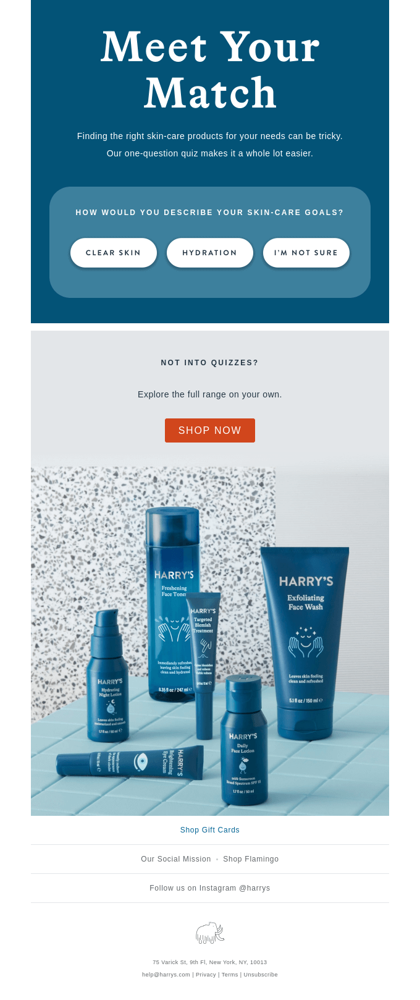 Meet Your
Match
Finding the right skin-care products for your needs can be tricky.
Our one-question quiz makes it a whole lot easier.
HOW WOULD YOU DESCRIBE YOUR SKIN-CARE GOALS?
CLEAR SKIN
HYDRATION
I'M NOT SURE
NOT INTO QUIZZES?
Explore the full range on your own.
SHOP NOW
HARRY'S
Freshening
Face Toner
Immediately refreshes
leaving skin feeling
clean and hydrated
8.35 fl oz / 247 ml e
HARRY'S
Targeted
Blemish
Treatment
HARRY'S
Exfoliating
Face Wash
Leaves skin feeling
clean and refreshed
5.1 fl oz / 150 ml e
HARRY'S
Hydrating
Night Lotion
Leaves skin feeling
moisturized and smooth
1.7 fl oz / 50 ml e
HARRY'S
Brightening
Eye Cream
HARRY'S
Daily
Face Lotion
with Sunscreen
Broad Spectrum SPF 15
1.7 fl oz / 50 ml
Shop Gift Cards
Our Social Mission • Shop Flamingo
Follow us on Instagram @harrys
75 Varick St, 9th Fl, New York, NY, 10013
help@harrys.com | Privacy | Terms | Unsubscribe